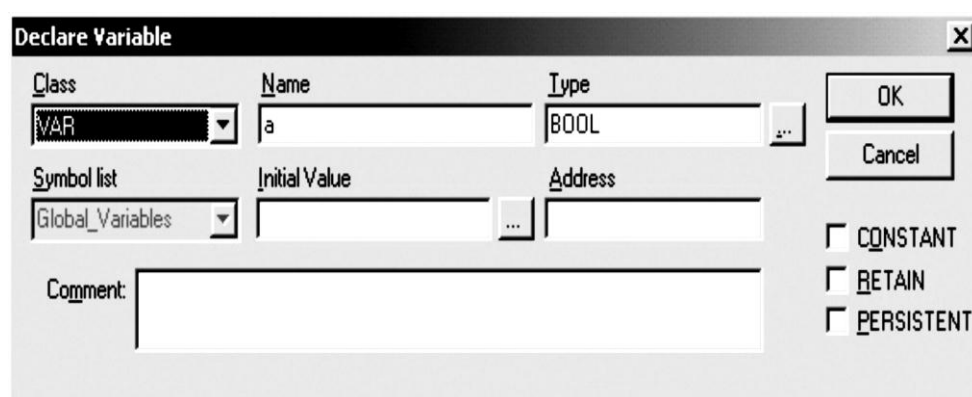 Declare Variable
Class Name Type
VAR a BOOL ...
OK
Cancel
Symbol list Initial Value Address
Global_Variables ...
CONSTANT
RETAIN
PERSISTENT
Comment: